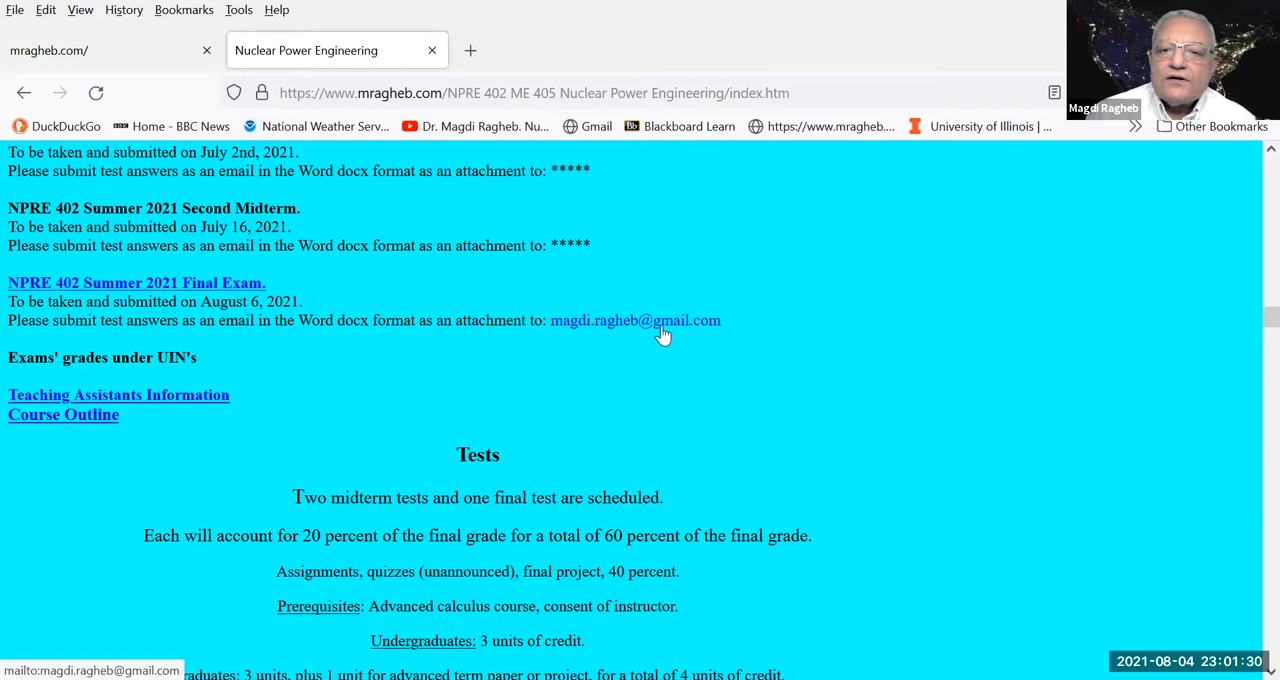 File Edit View History Bookmarks Tools Help
mragheb.com/ Nuclear Power Engineering
https://www.mragheb.com/NPRE 402 ME 405 Nuclear Power Engineering/index.htm
Magdi Ragheb
DuckDuckGo BBC Home - BBC News National Weather Serv... Dr. Magdi Ragheb. Nu... Gmail Bb Blackboard Learn https://www.mragheb.... University of Illinois | ... Other Bookmarks
To be taken and submitted on July 2nd, 2021.
Please submit test answers as an email in the Word docx format as an attachment to: *****
NPRE 402 Summer 2021 Second Midterm.
To be taken and submitted on July 16, 2021.
Please submit test answers as an email in the Word docx format as an attachment to: *****
NPRE 402 Summer 2021 Final Exam.
To be taken and submitted on August 6, 2021.
Please submit test answers as an email in the Word docx format as an attachment to: magdi.ragheb@gmail.com
Exams' grades under UIN's
Teaching Assistants Information
Course Outline
Tests
Two midterm tests and one final test are scheduled.
Each will account for 20 percent of the final grade for a total of 60 percent of the final grade.
Assignments, quizzes (unannounced), final project, 40 percent.
Prerequisites: Advanced calculus course, consent of instructor.
Undergraduates: 3 units of credit.
raduates: 3 units, plus 1 unit for advanced term paper or project, for a total of 4 units of credit.
mailto:magdi.ragheb@gmail.com
2021-08-04 23:01:30